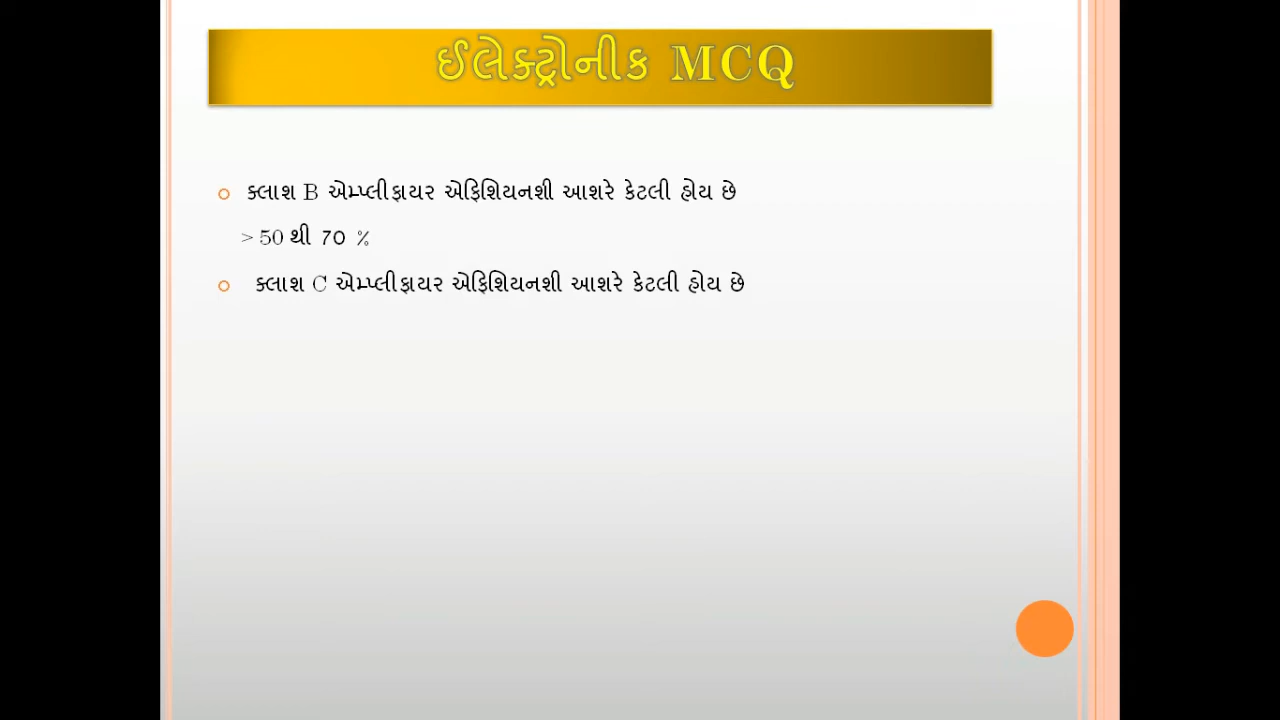 ઈલેક્ટ્રોનીક MCQ
ક્લાશ B એમ્પ્લીફાયર એફિશિયનશી આશરે કેટલી હોય છે
> 50 થી 70 %
ક્લાશ C એમ્પ્લીફાયર એફિશિયનશી આશરે કેટલી હોય છે